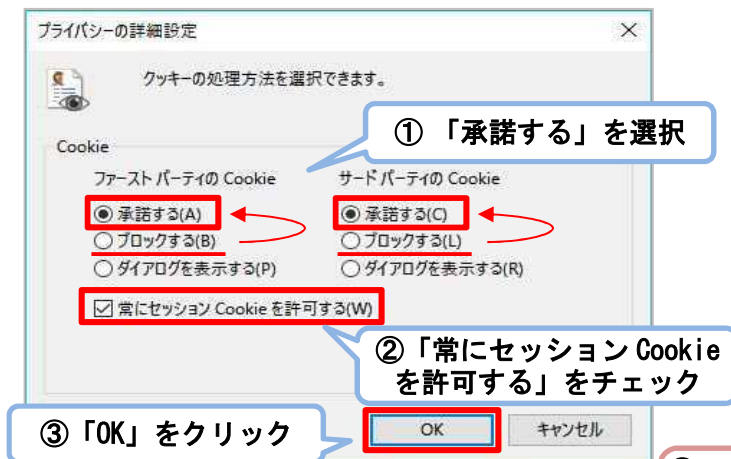 プライバシーの詳細設定
クッキーの処理方法を選択できます。
① 「承諾する」を選択
Cookie
ファースト パーティの Cookie
サード パーティの Cookie
承諾する(A)
承諾する(C)
ブロックする(B)
ブロックする(L)
ダイアログを表示する(P)
ダイアログを表示する(R)
常にセッション Cookie を許可する(W)
②「常にセッション Cookie
を許可する」をチェック
③「OK」をクリック
OK
キャンセル